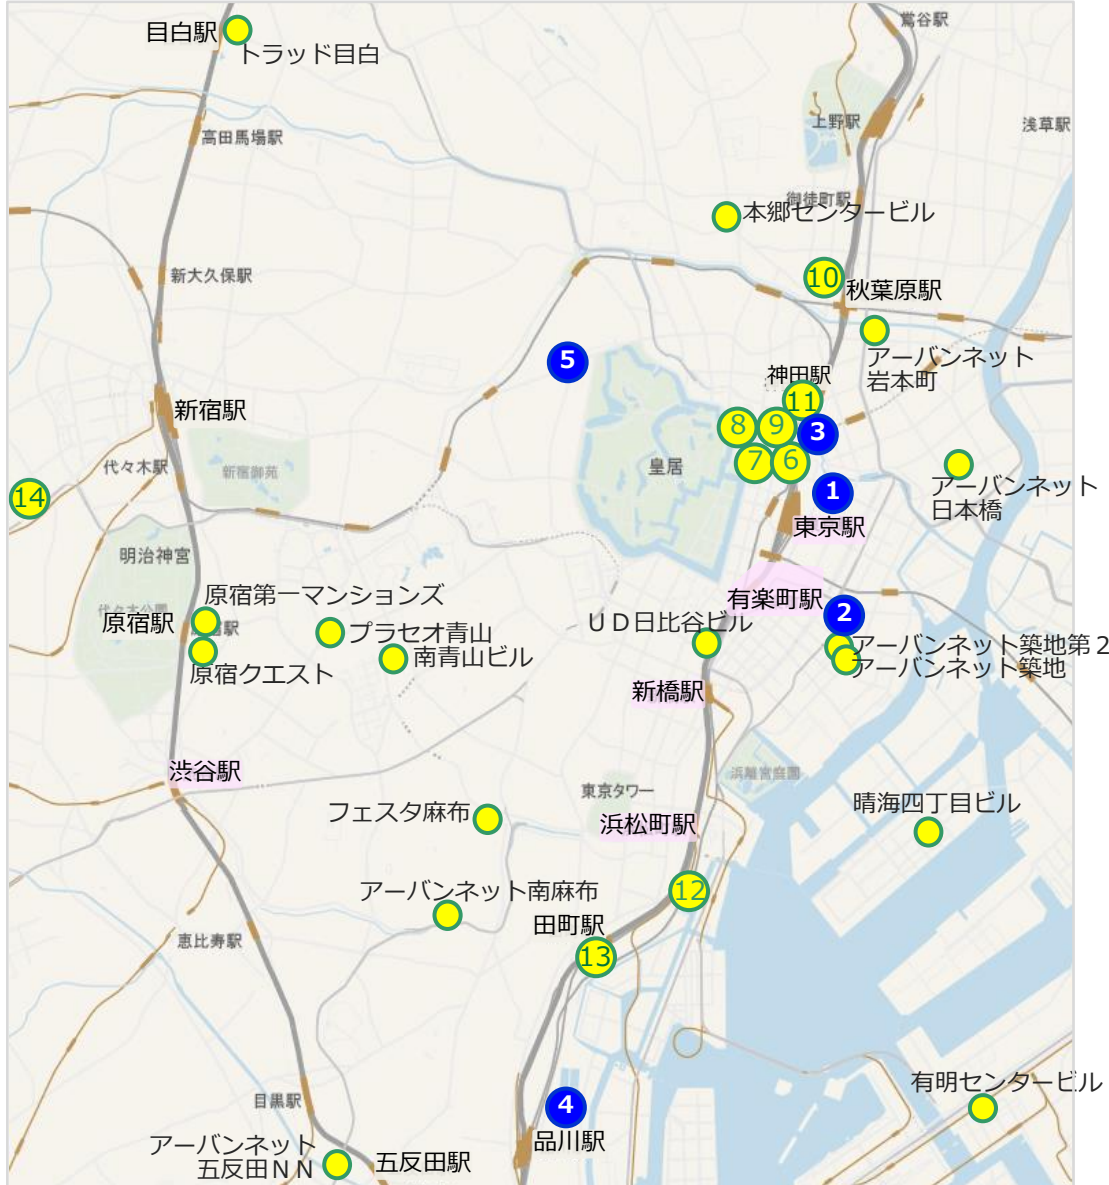 鶯谷駅
目白駅
トラッド目白
高田馬場駅
上野駅
浅草駅
御徒町駅
本郷センタービル
新大久保駅
10
秋葉原駅
アーバンネット
岩本町
5
神田駅
11
新宿駅
8
9
3
代々木駅
新宿御苑
皇居
7
6
14
1
アーバンネット
日本橋
東京駅
明治神宮
原宿第一マンションズ
代々木公園
有楽町駅
2
原宿駅
プラセオ青山
ＵＤ日比谷ビル
アーバンネット築地第２
アーバンネット築地
南青山ビル
原宿クエスト
新橋駅
渋谷駅
浜離宮庭園
東京タワー
フェスタ麻布
浜松町駅
晴海四丁目ビル
アーバンネット南麻布
12
田町駅
恵比寿駅
13
有明センタービル
目黒駅
4
品川駅
アーバンネット
五反田ＮＮ
五反田駅